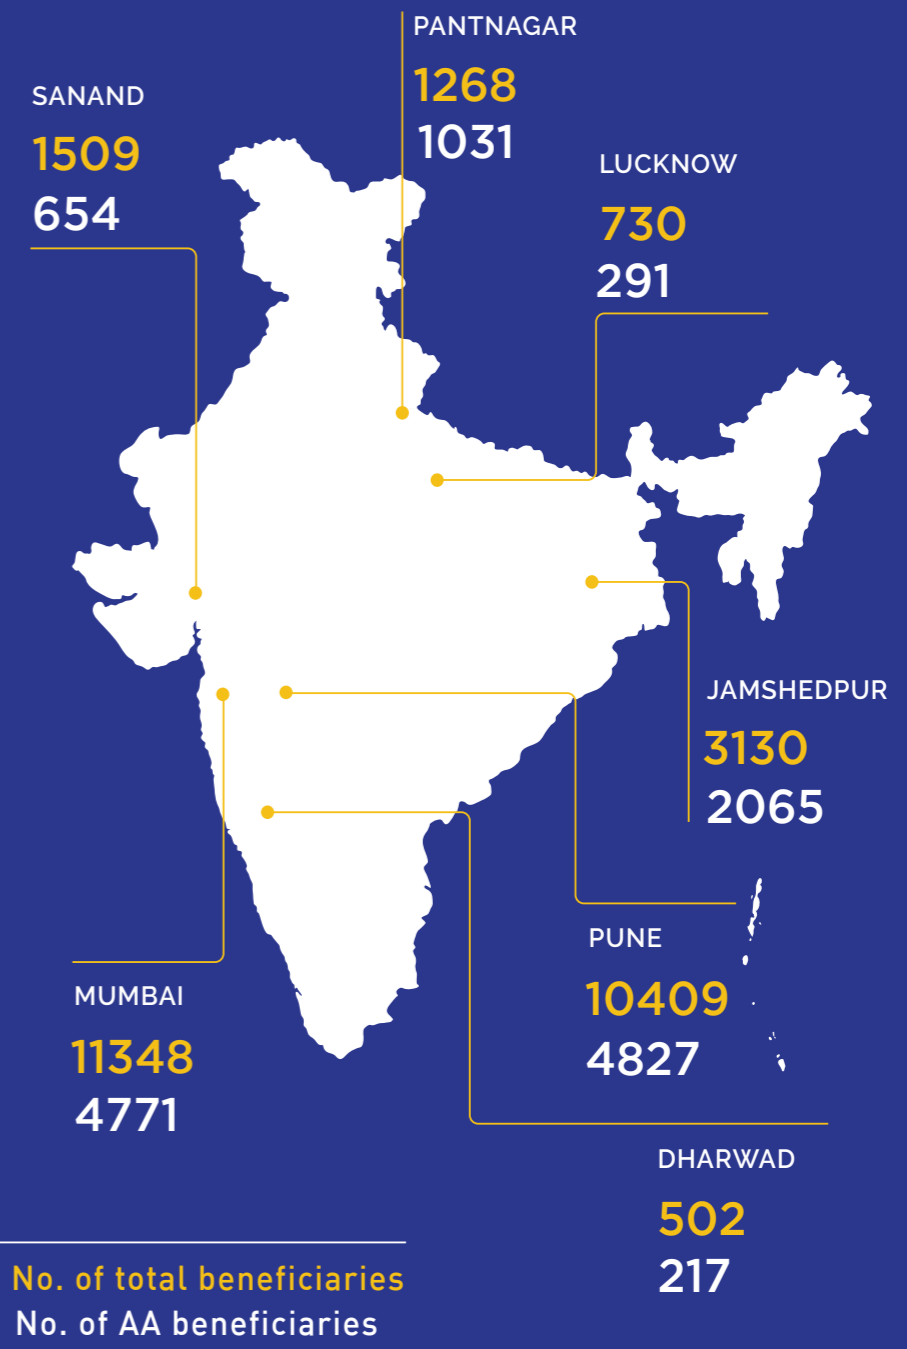 PANTNAGAR
1268
1031
SANAND
1509
654
LUCKNOW
730
291
JAMSHEDPUR
3130
2065
PUNE
10409
4827
MUMBAI
11348
4771
DHARWAD
502
217
No. of total beneficiaries
No. of AA beneficiaries